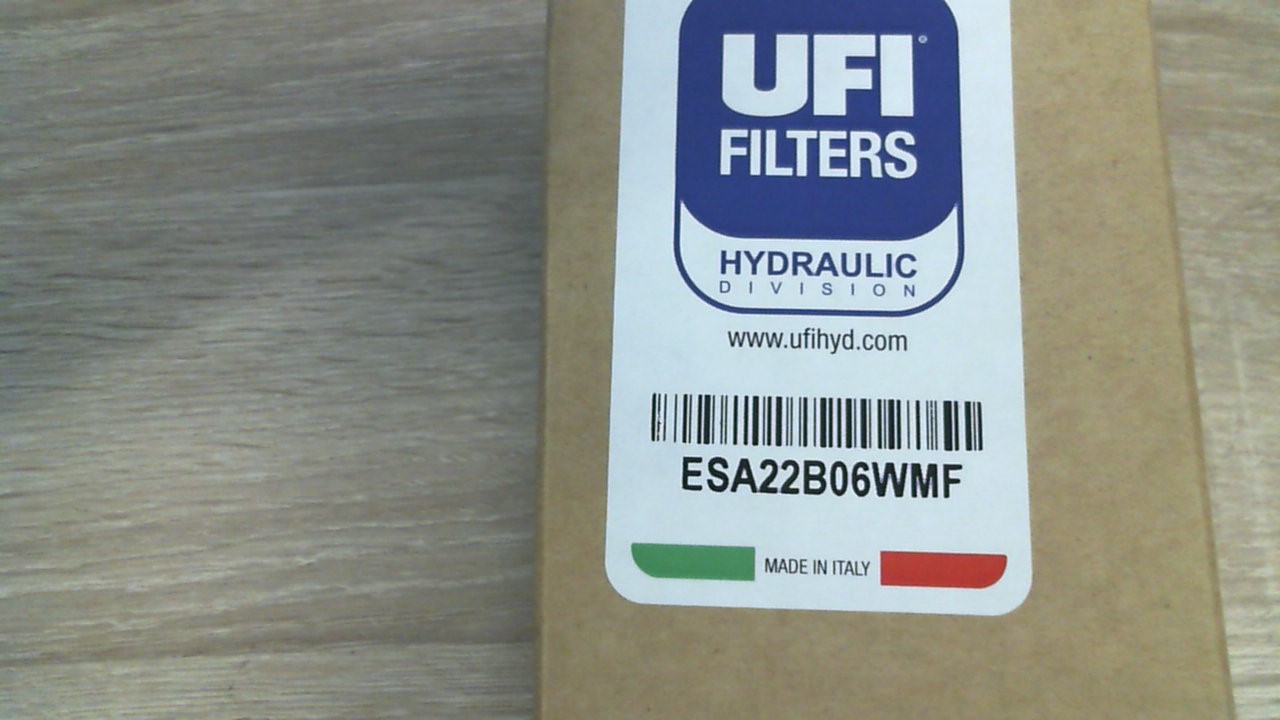 UFI®
FILTERS
HYDRAULIC
DIVISION
www.ufihyd.com
ESA22B06WMF
MADE IN ITALY